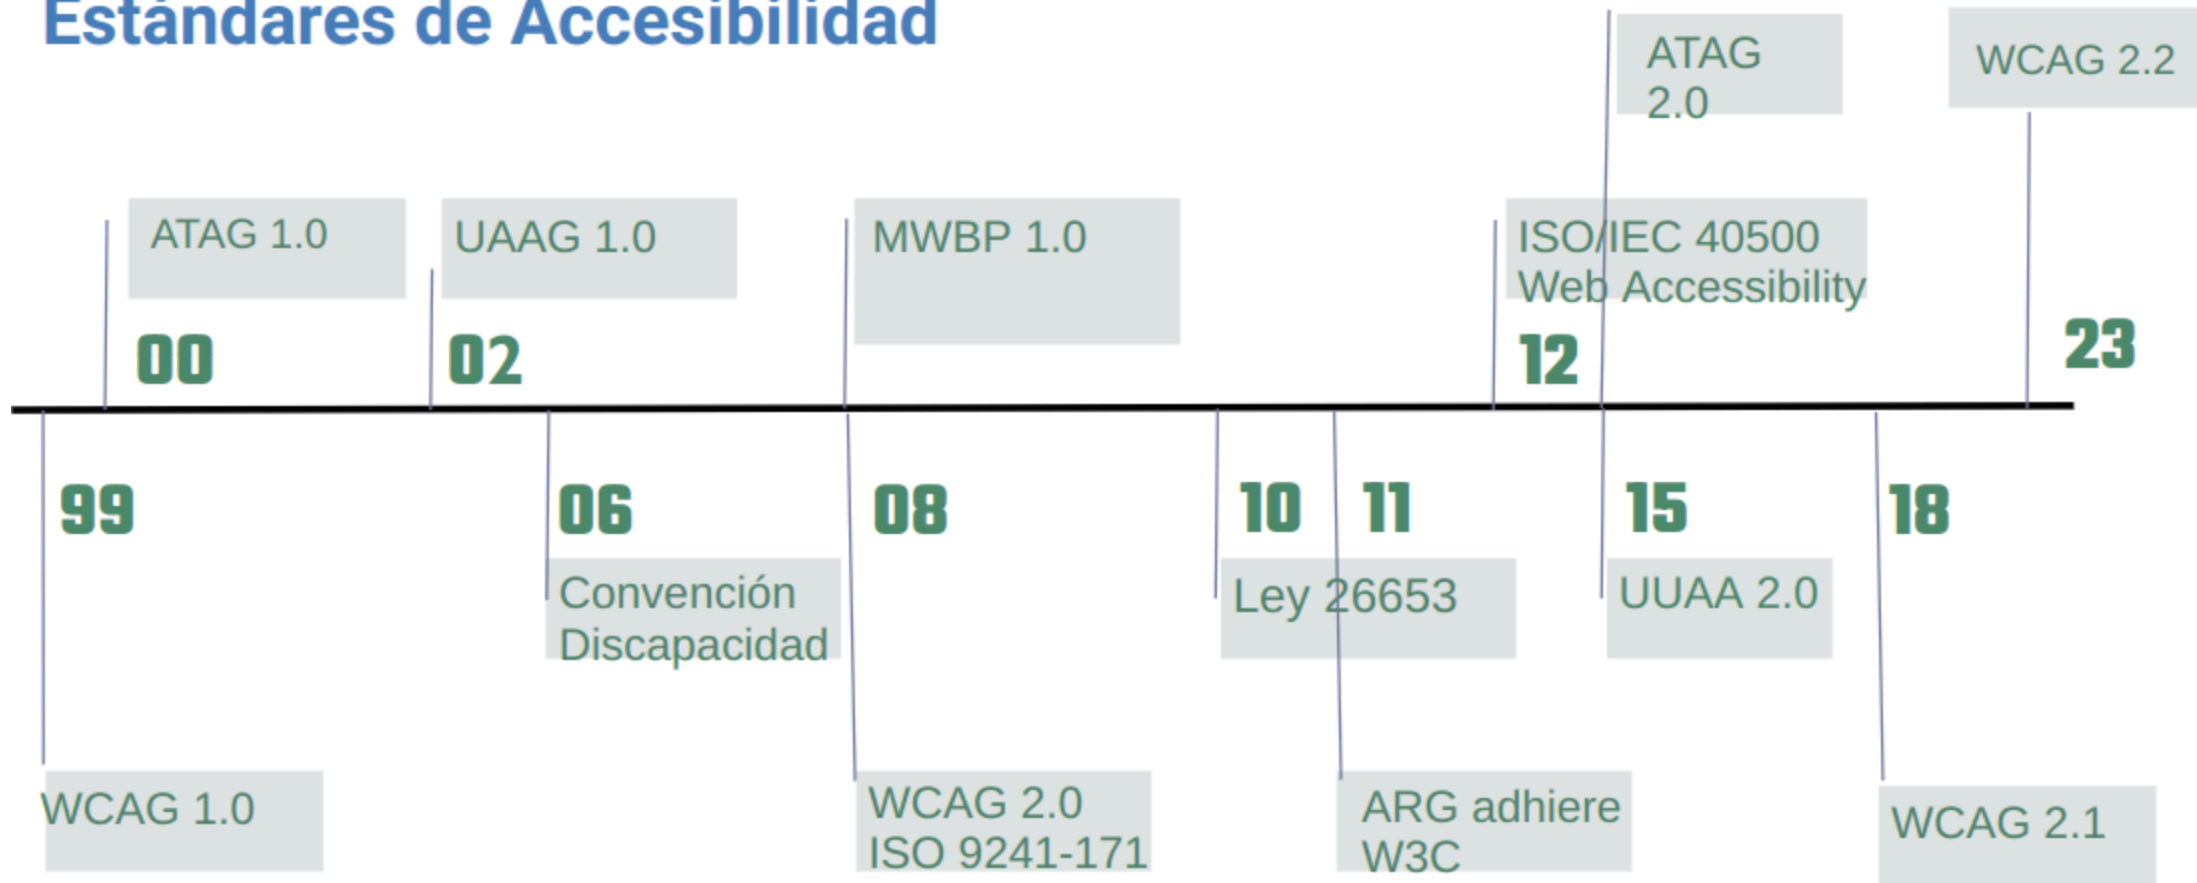 Estándares de Accesibilidad
ATAG
2.0
WCAG 2.2
ATAG 1.0
UAAG 1.0
MWBP 1.0
ISO/IEC 40500
Web Accessibility
00
02
12
23
99
06
08
10
11
15
18
Convención
Discapacidad
Ley 26653
UUAA 2.0
WCAG 1.0
WCAG 2.0
ISO 9241-171
ARG adhiere
W3C
WCAG 2.1